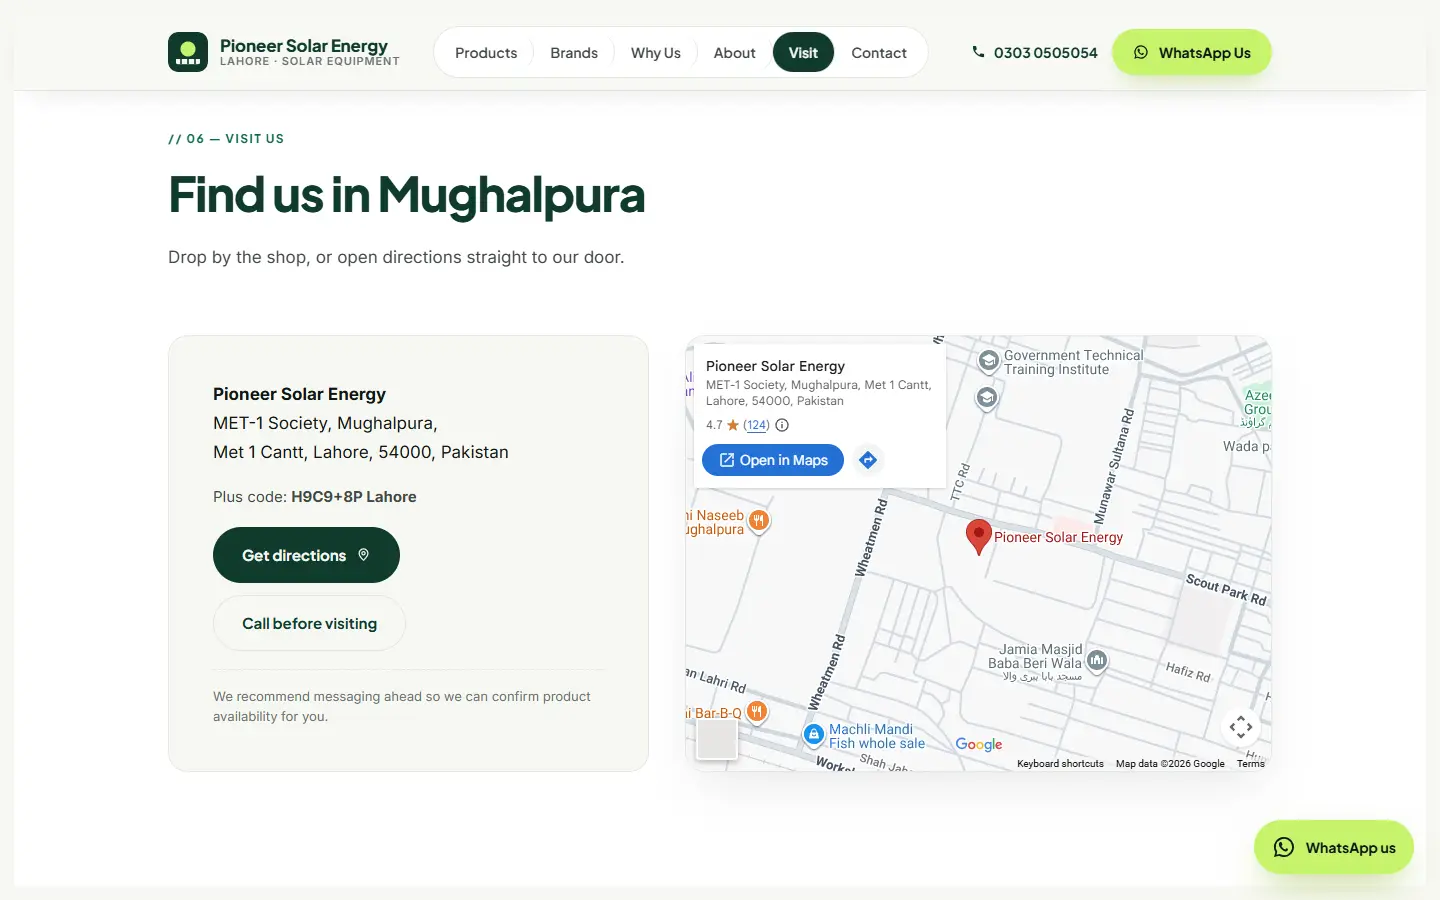 Pioneer Solar Energy
LAHORE · SOLAR EQUIPMENT
Products
Brands
Why Us
About
Visit
Contact
0303 0505054
WhatsApp Us
// 06 — VISIT US
Find us in Mughalpura
Drop by the shop, or open directions straight to our door.
Pioneer Solar Energy
MET-1 Society, Mughalpura,
Met 1 Cantt, Lahore, 54000, Pakistan
Plus code: H9C9+8P Lahore
Get directions
Call before visiting
We recommend messaging ahead so we can confirm product
availability for you.
Pioneer Solar Energy
MET-1 Society, Mughalpura, Met 1 Cantt,
Lahore, 54000, Pakistan
4.7 ★ (124)
Open in Maps
Government Technical
Training Institute
Wada
TTC Rd
Munawar Sultana Rd
Naseeb
Wheatmen Rd
Pioneer Solar Energy
Scout Park Rd
Jamia Masjid
Baba Beri Wala
مسجد بابا بیری والا
Hafiz Rd
Lahri Rd
Wheatmen Rd
Bar-B-Q
Machli Mandi
Fish whole sale
Shah
Google
Keyboard shortcuts
Map data ©2026 Google
Terms
WhatsApp us